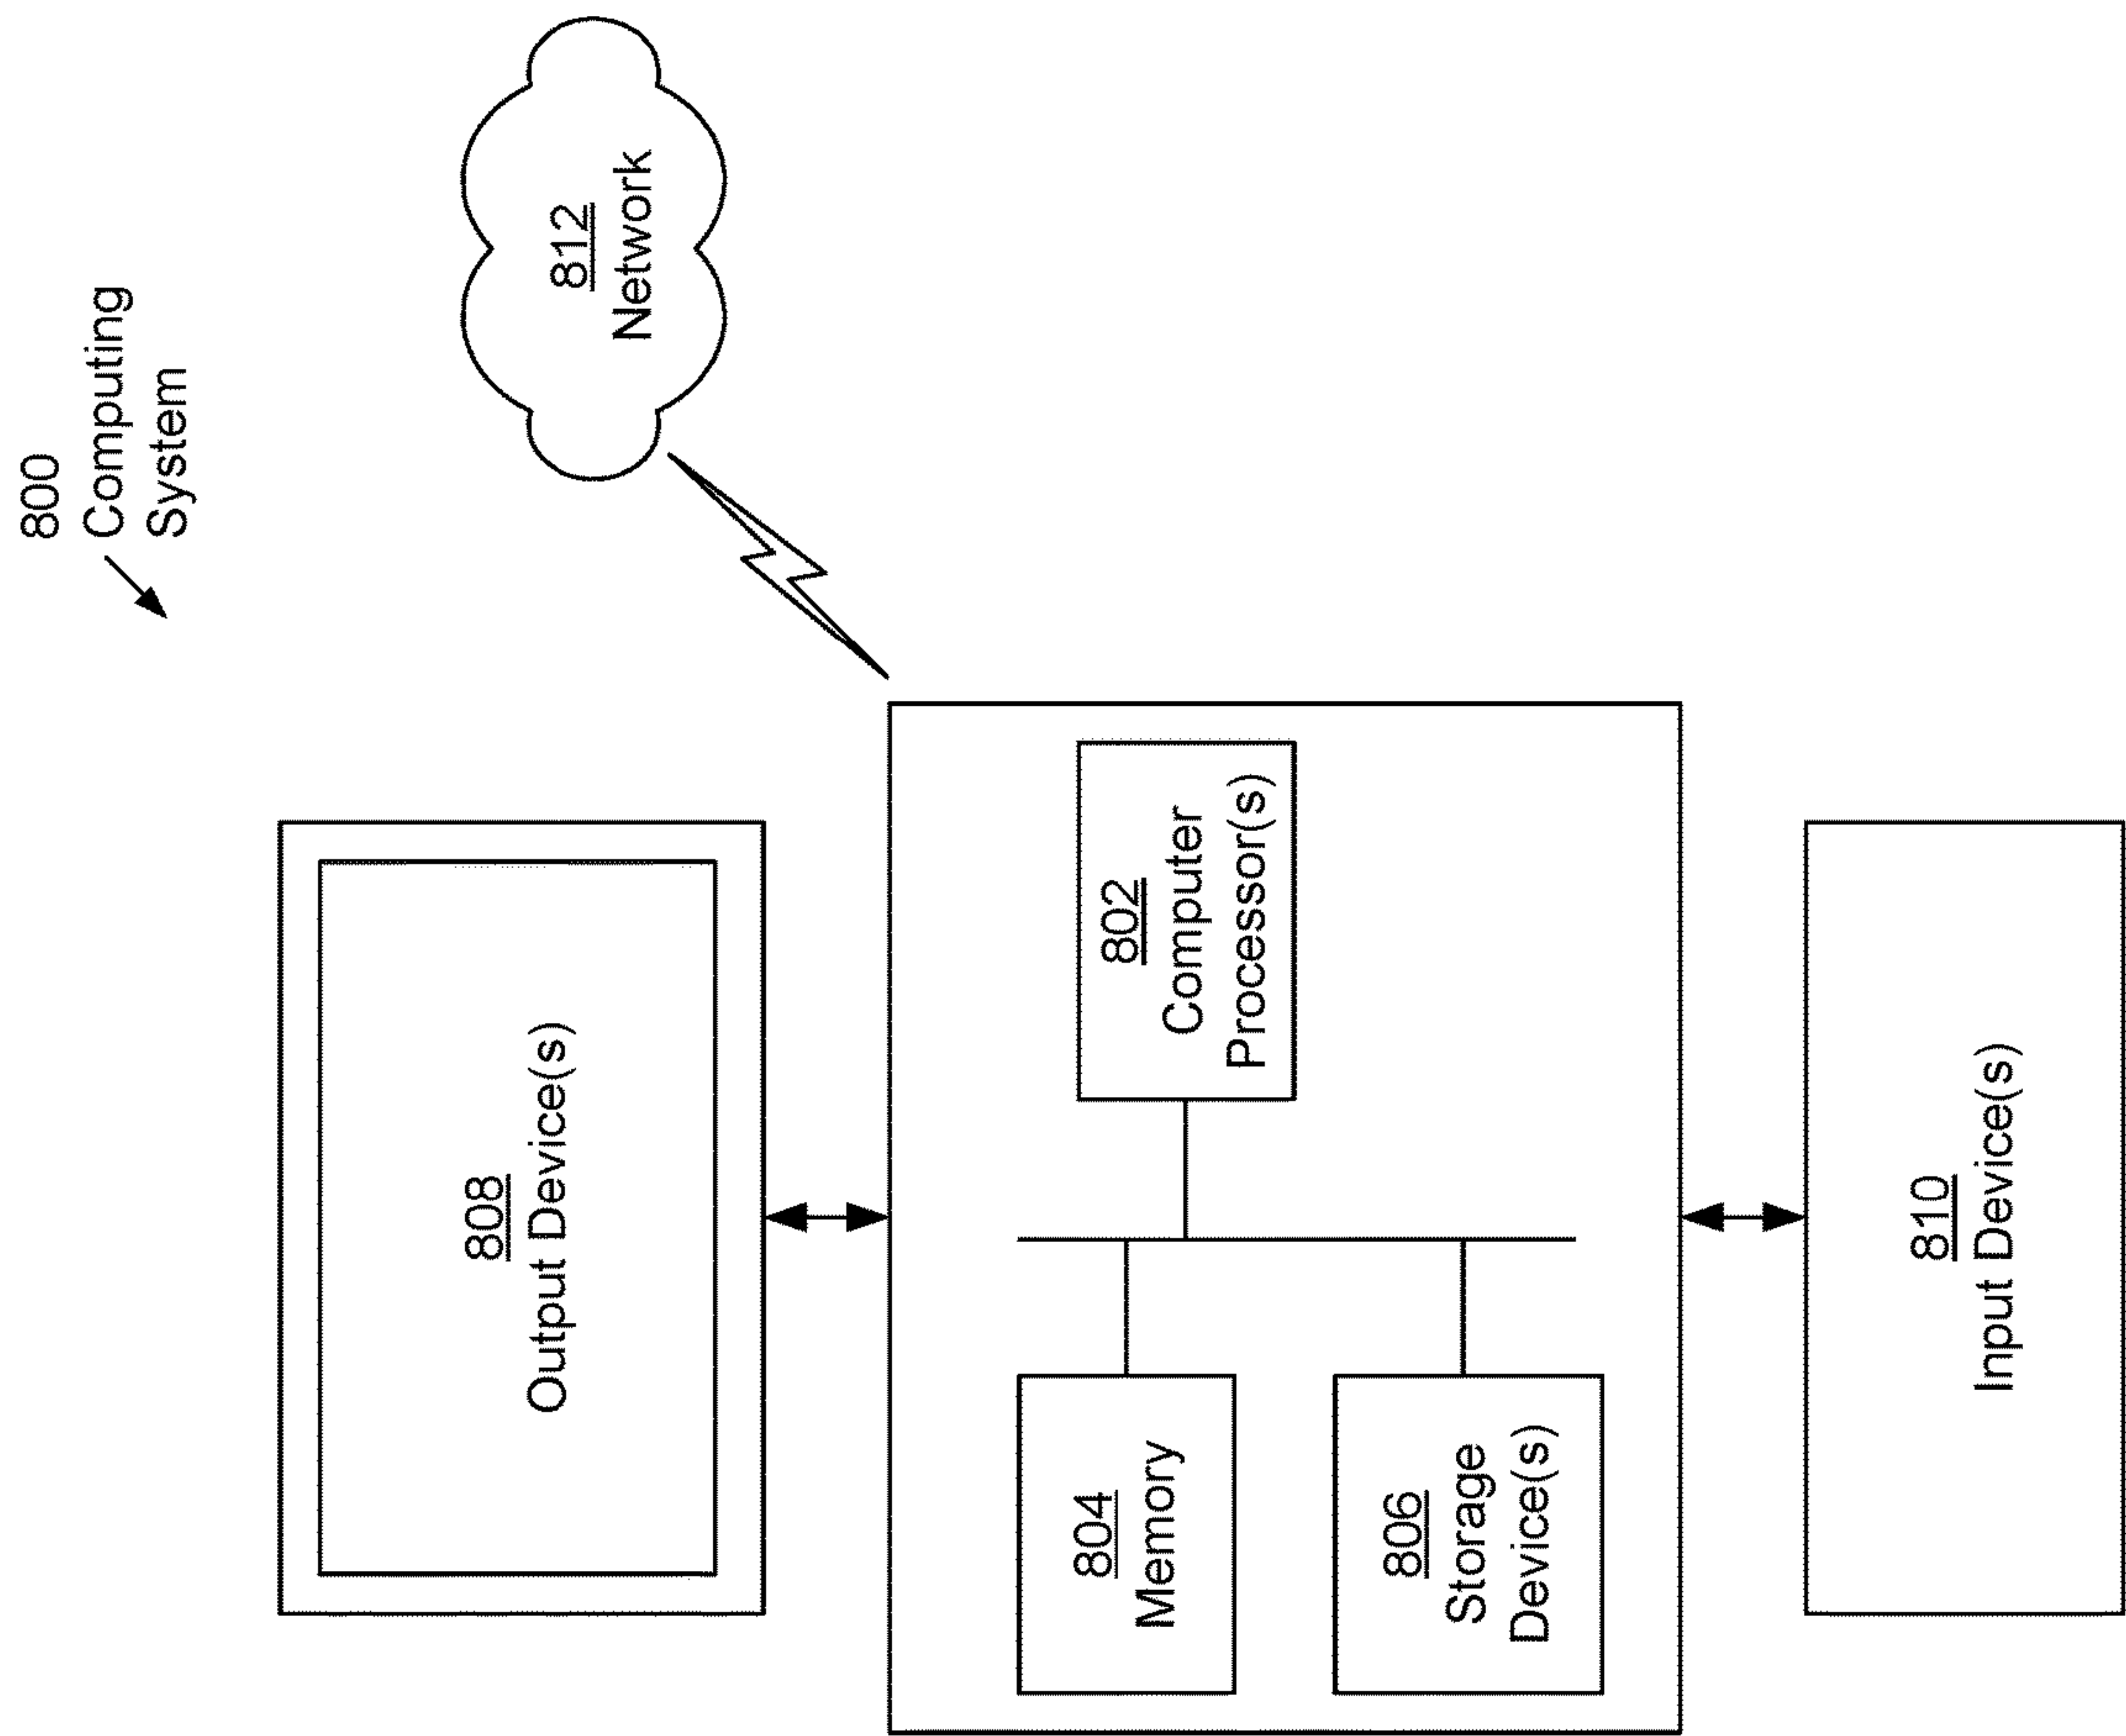 800
Computing
System
808
Output Device(s)
812
Network
802
Computer
Processor(s)
804
Memory
806
Storage
Device(s)
810
Input Device(s)